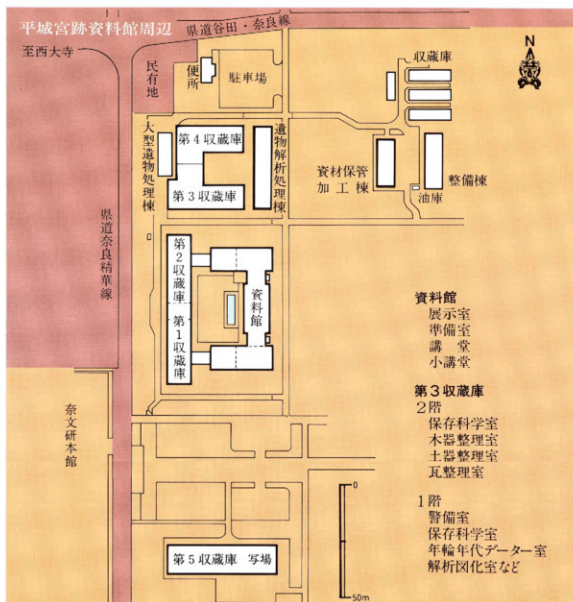 平城宮跡資料館周辺
県道谷田・奈良線
至西大寺
民有地
便所
駐車場
収蔵庫
N
大型遺物処理棟
第4収蔵庫
第3収蔵庫
遺物解析処理棟
資材保管
加工棟
整備棟
油庫
県道奈良精華線
第2収蔵庫
第1収蔵庫
資料館
資料館
展示室
準備室
講堂
小講堂
第3収蔵庫
2階
保存科学室
木器整理室
土器整理室
瓦整理室
1階
警備室
保存科学室
年輪年代データー室
解析図化室など
奈文研本館
第5収蔵庫 写場
0
50m